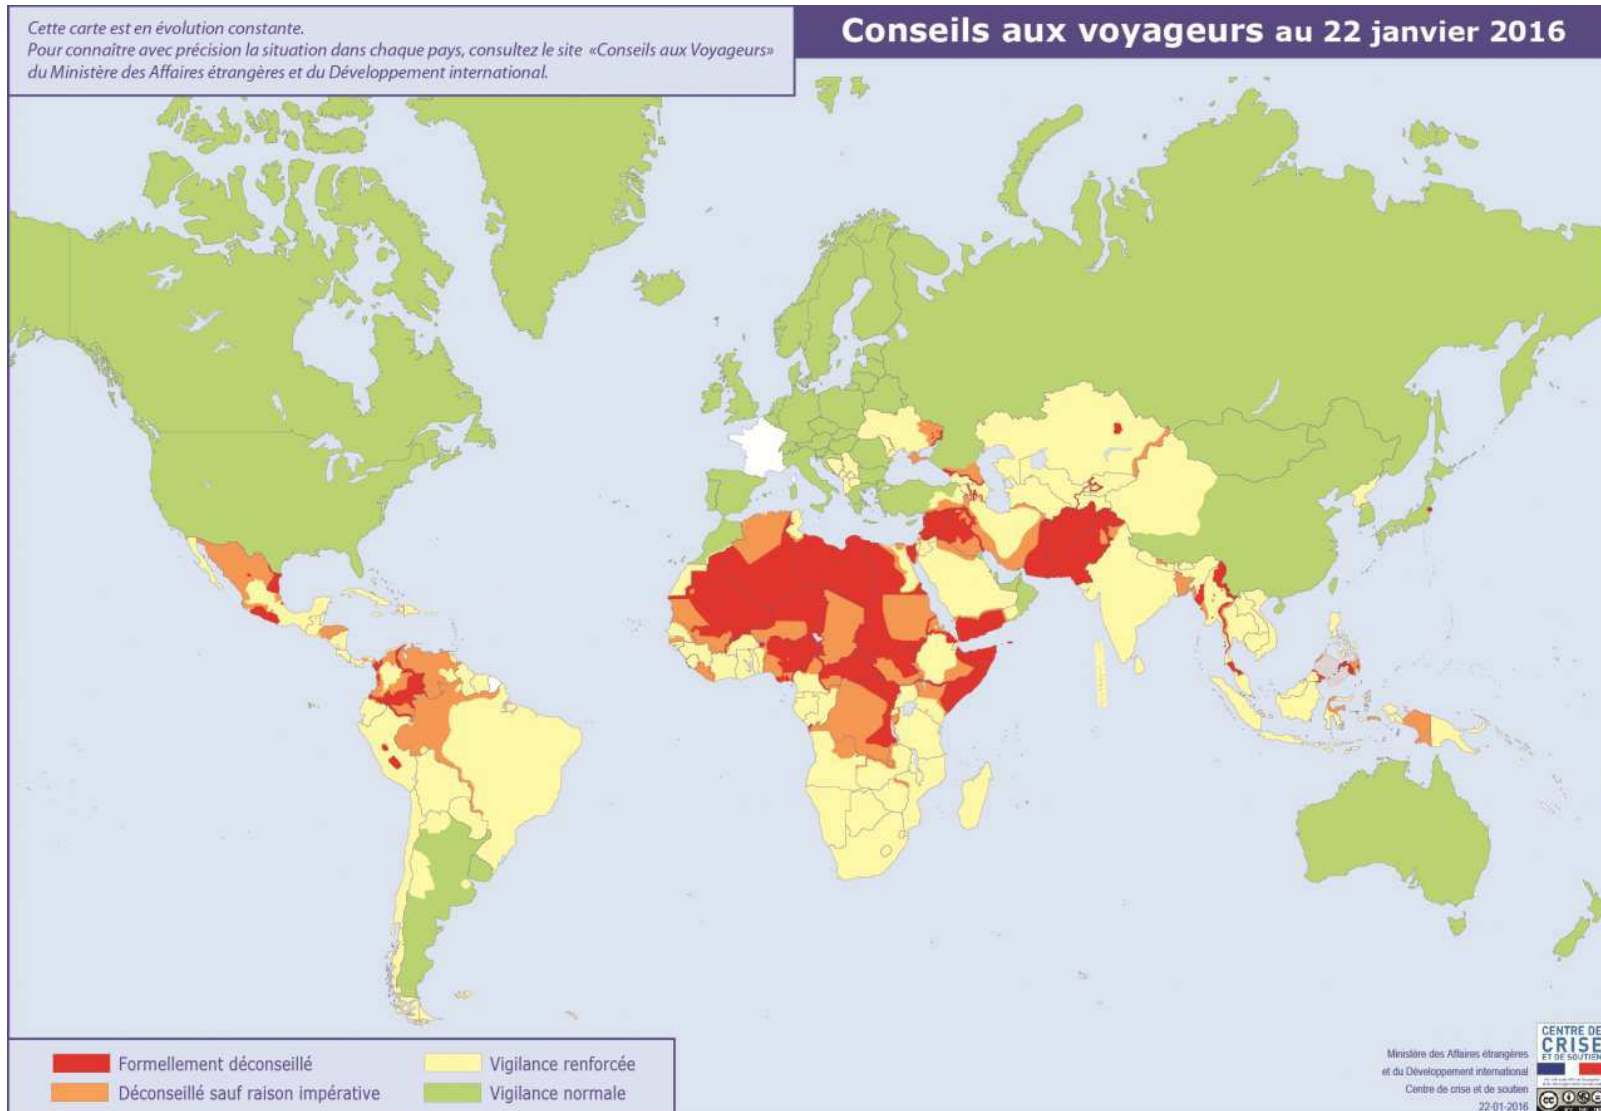 Cette carte est en évolution constante.
Pour connaître avec précision la situation dans chaque pays, consultez le site «Conseils aux Voyageurs»
du Ministère des Affaires étrangères et du Développement international.
Conseils aux voyageurs au 22 janvier 2016
Formellement déconseillé
Déconseillé sauf raison impérative
Vigilance renforcée
Vigilance normale
Ministère des Affaires étrangères
et du Développement international
Centre de crise et de soutien
22-01-2016
CENTRE DE
CRISE
ET DE SOUTIEN
cc